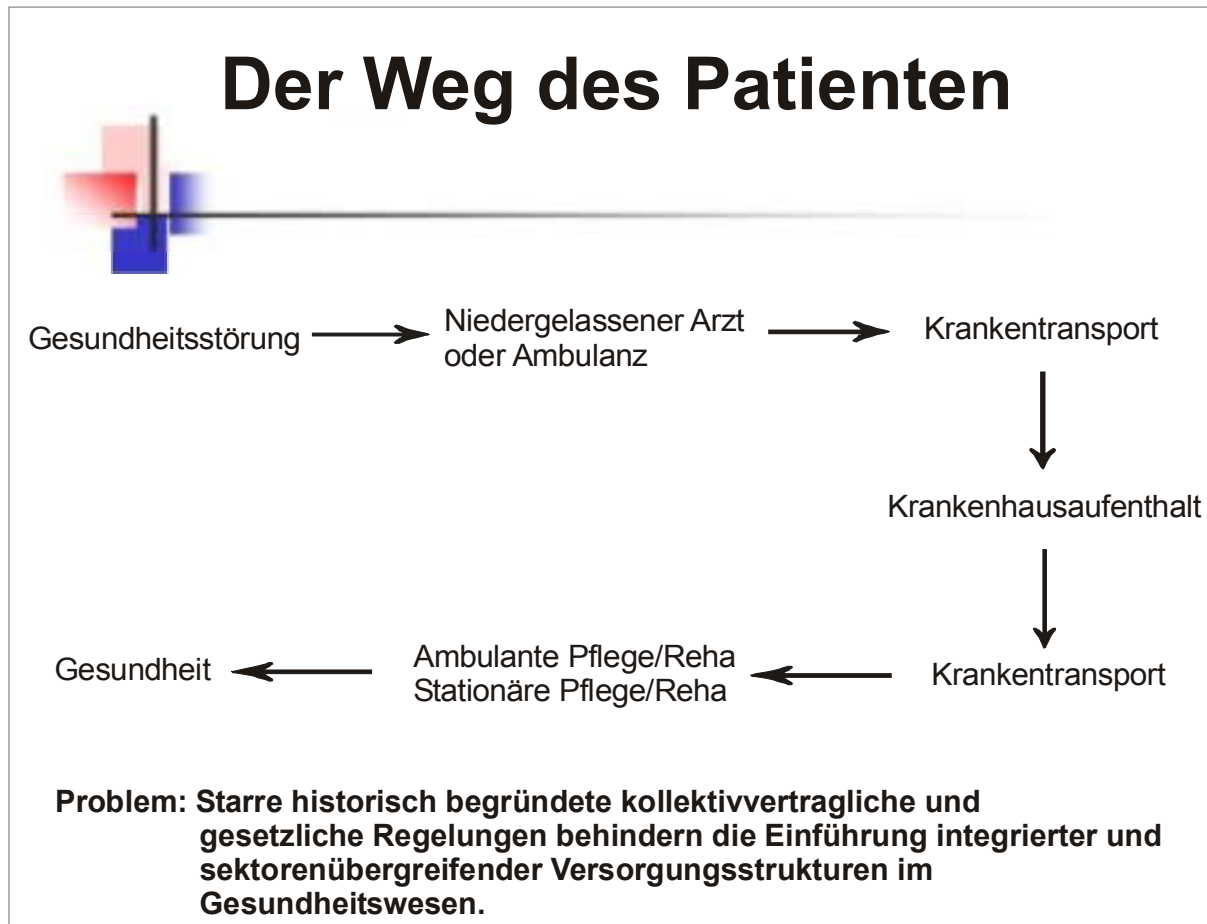 Der Weg des Patienten
Gesundheitsstörung
Niedergelassener Arzt
oder Ambulanz
Krankentransport
Krankenhausaufenthalt
Krankentransport
Ambulante Pflege/Reha
Stationäre Pflege/Reha
Gesundheit
Problem: Starre historisch begründete kollektivvertragliche und
gesetzliche Regelungen behindern die Einführung integrierter und
sektorenübergreifender Versorgungsstrukturen im
Gesundheitswesen.